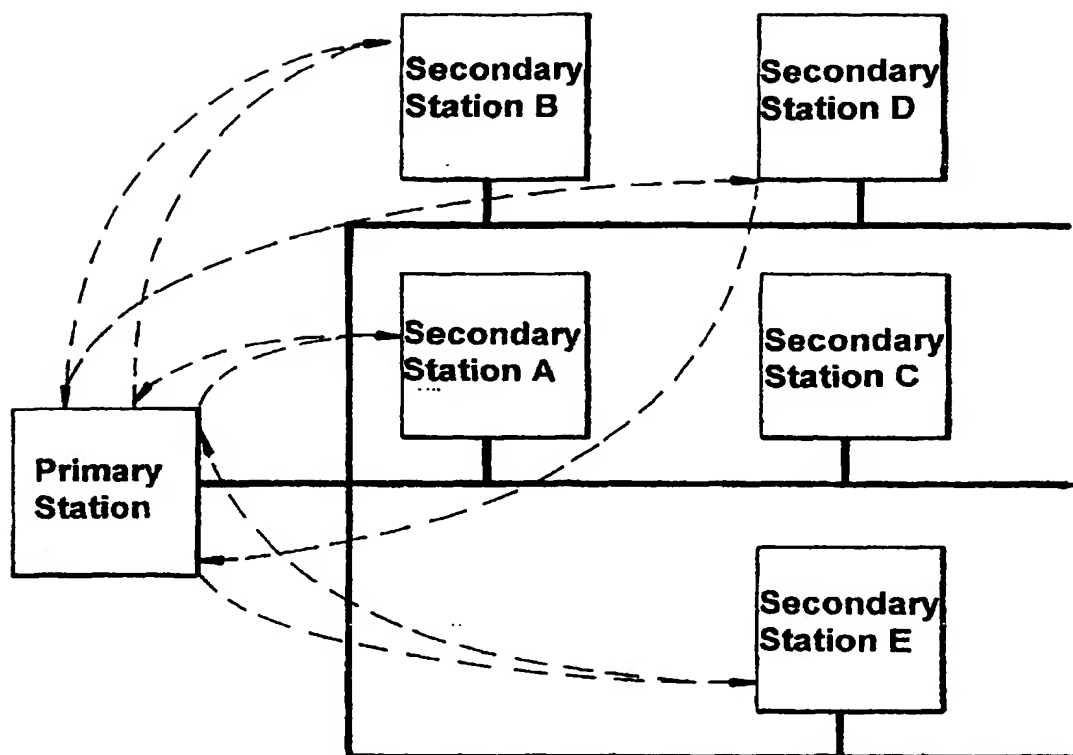 Secondary
Station B
Secondary
Station D
Secondary
Station A
Secondary
Station C
Primary
Station
Secondary
Station E